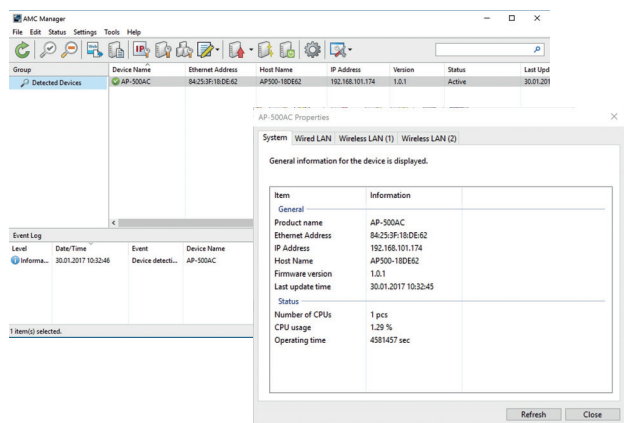 AMC Manager
File Edit Status Settings Tools Help
Web
IP
Group
Detected Devices
Device Name Ethernet Address Host Name IP Address Version Status Last Upd
AP-500AC 84:25:3F:18:DE:62 AP500-18DE62 192.168.101.174 1.0.1 Active 30.01.201
Event Log
Level Date/Time Event Device Name
Informa... 30.01.2017 10:32:46 Device detecti... AP-500AC
1 item(s) selected.
AP-500AC Properties
System Wired LAN Wireless LAN (1) Wireless LAN (2)
General information for the device is displayed.
Item Information
General
Product name AP-500AC
Ethernet Address 84:25:3F:18:DE:62
IP Address 192.168.101.174
Host Name AP500-18DE62
Firmware version 1.0.1
Last update time 30.01.2017 10:32:45
Status
Number of CPUs 1 pcs
CPU usage 1.29 %
Operating time 4581457 sec
Refresh Close